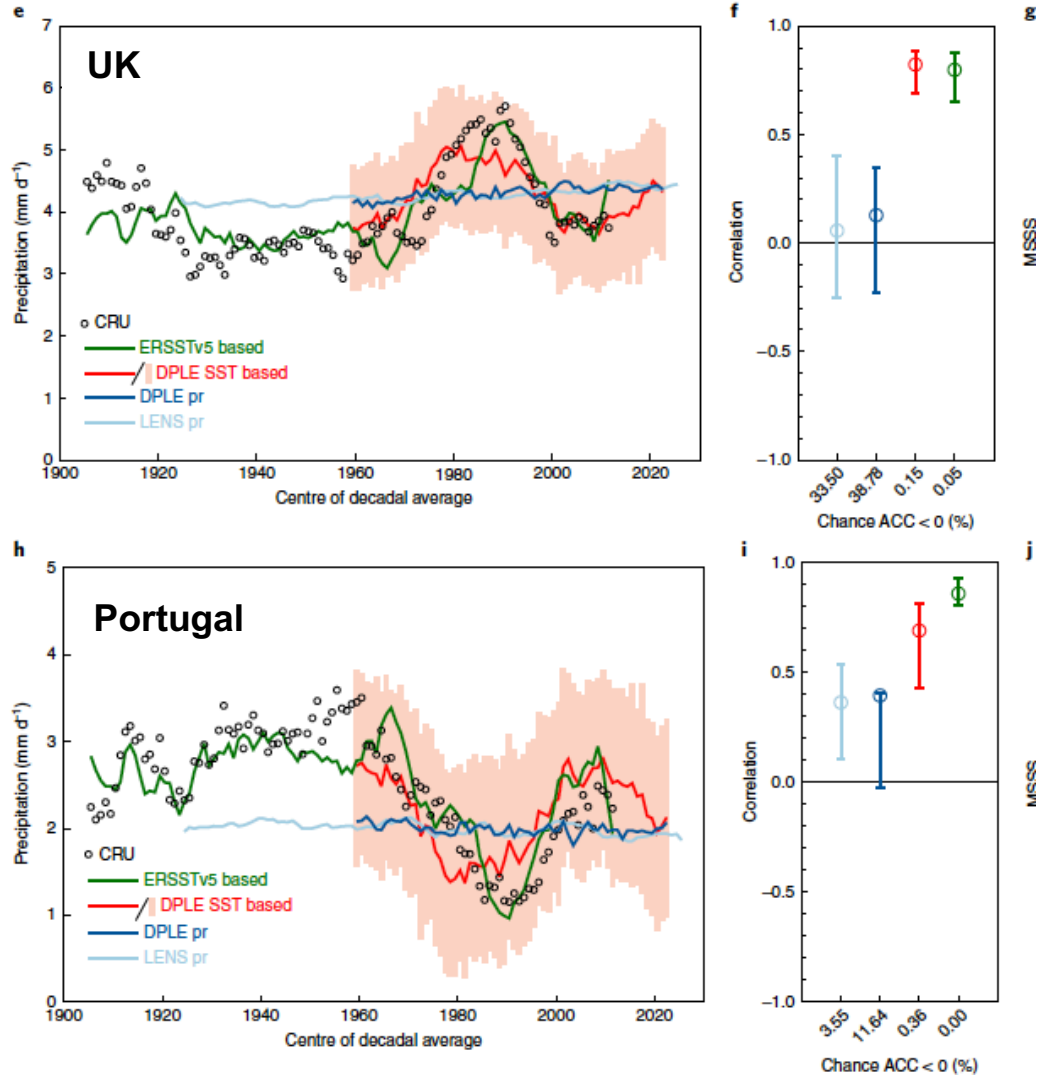 e
7
6
5
4
3
2
1
0
Precipitation (mm d⁻¹)
UK
CRU
ERSSTv5 based
DPLE SST based
DPLE pr
LENS pr
1900
1920
1940
1960
1980
2000
2020
Centre of decadal average
f
1.0
0.5
0.0
−0.5
−1.0
Correlation
33.50
38.78
0.15
0.05
Chance ACC < 0 (%)
g
MSSS
h
5
4
3
2
1
0
Precipitation (mm d⁻¹)
Portugal
CRU
ERSSTv5 based
DPLE SST based
DPLE pr
LENS pr
1900
1920
1940
1960
1980
2000
2020
Centre of decadal average
i
1.0
0.5
0.0
−0.5
−1.0
Correlation
3.55
11.64
0.36
0.00
Chance ACC < 0 (%)
j
MSSS